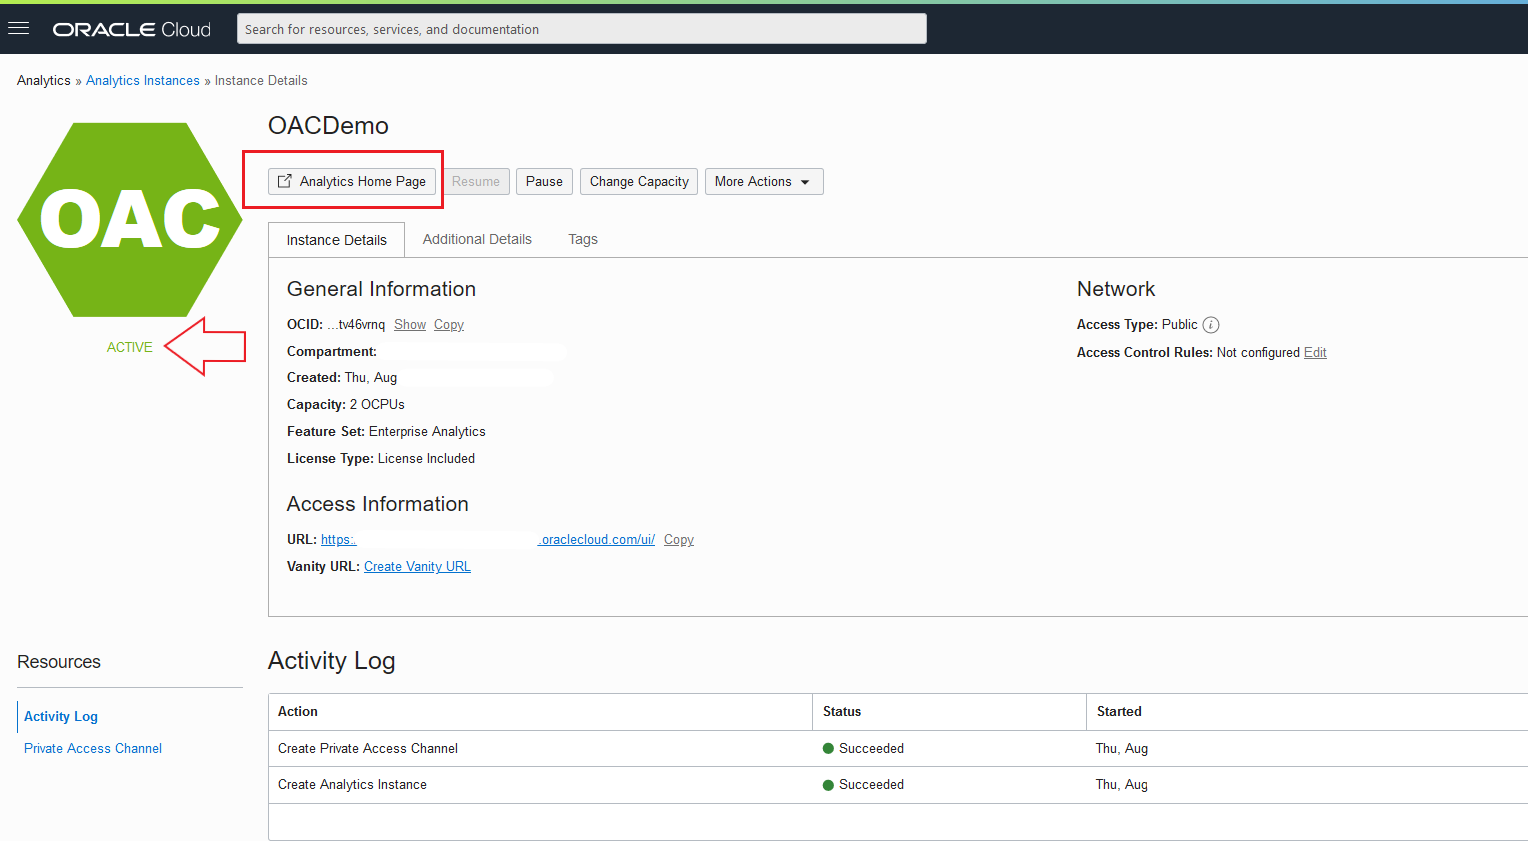 ORACLE Cloud
Search for resources, services, and documentation
Analytics » Analytics Instances » Instance Details
OAC
ACTIVE
OACDemo
Analytics Home Page Resume Pause Change Capacity More Actions
Instance Details Additional Details Tags
General Information
OCID: ...tv46vrnq Show Copy
Compartment:
Created: Thu, Aug
Capacity: 2 OCPUs
Feature Set: Enterprise Analytics
License Type: License Included
Access Information
URL: https:. .oraclecloud.com/ui/ Copy
Vanity URL: Create Vanity URL
Network
Access Type: Public i
Access Control Rules: Not configured Edit
Resources
Activity Log
Private Access Channel
Activity Log
Action Status Started
Create Private Access Channel Succeeded Thu, Aug
Create Analytics Instance Succeeded Thu, Aug